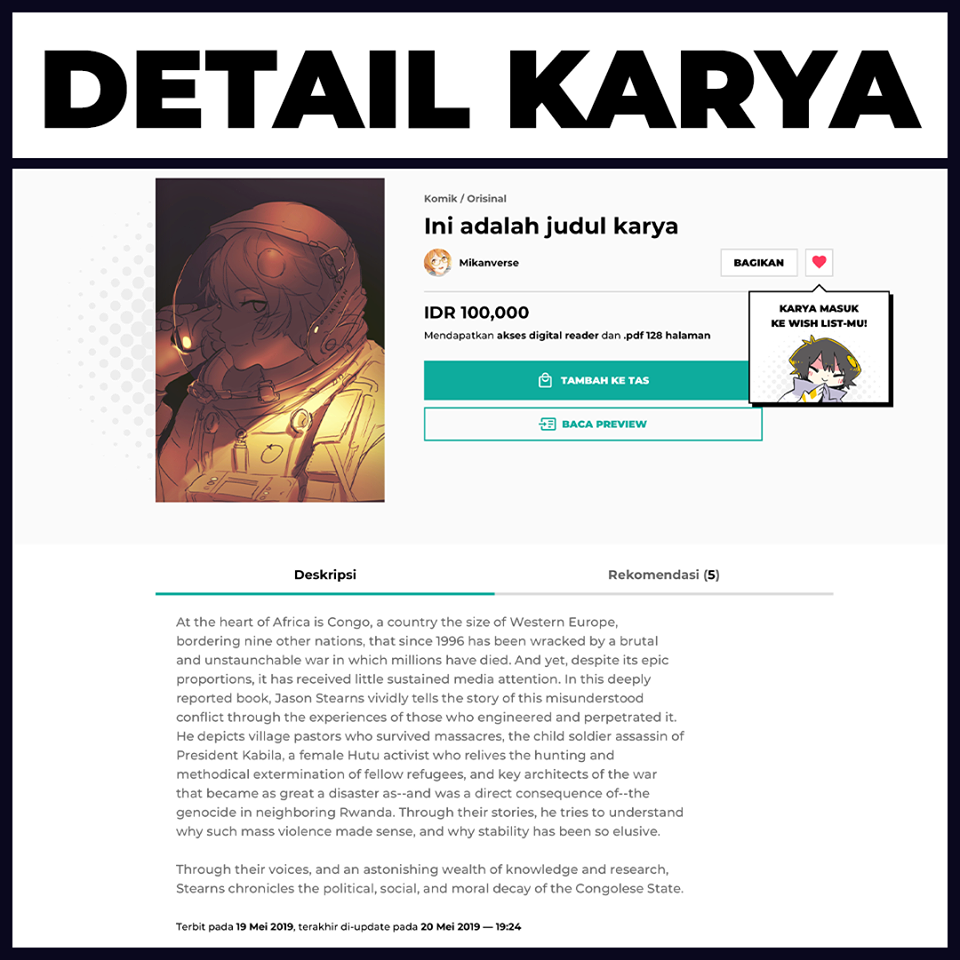 DETAIL KARYA
Komik / Orisinal
Ini adalah judul karya
Mikanverse
BAGIKAN
IDR 100,000
Mendapatkan akses digital reader dan .pdf 128 halaman
KARYA MASUK
KE WISH LIST-MU!
TAMBAH KE TAS
BACA PREVIEW
Deskripsi
Rekomendasi (5)
At the heart of Africa is Congo, a country the size of Western Europe,
bordering nine other nations, that since 1996 has been wracked by a brutal
and unstaunchable war in which millions have died. And yet, despite its epic
proportions, it has received little sustained media attention. In this deeply
reported book, Jason Stearns vividly tells the story of this misunderstood
conflict through the experiences of those who engineered and perpetrated it.
He depicts village pastors who survived massacres, the child soldier assassin of
President Kabila, a female Hutu activist who relives the hunting and
methodical extermination of fellow refugees, and key architects of the war
that became as great a disaster as--and was a direct consequence of--the
genocide in neighboring Rwanda. Through their stories, he tries to understand
why such mass violence made sense, and why stability has been so elusive.
Through their voices, and an astonishing wealth of knowledge and research,
Stearns chronicles the political, social, and moral decay of the Congolese State.
Terbit pada 19 Mei 2019, terakhir di-update pada 20 Mei 2019 — 19:24